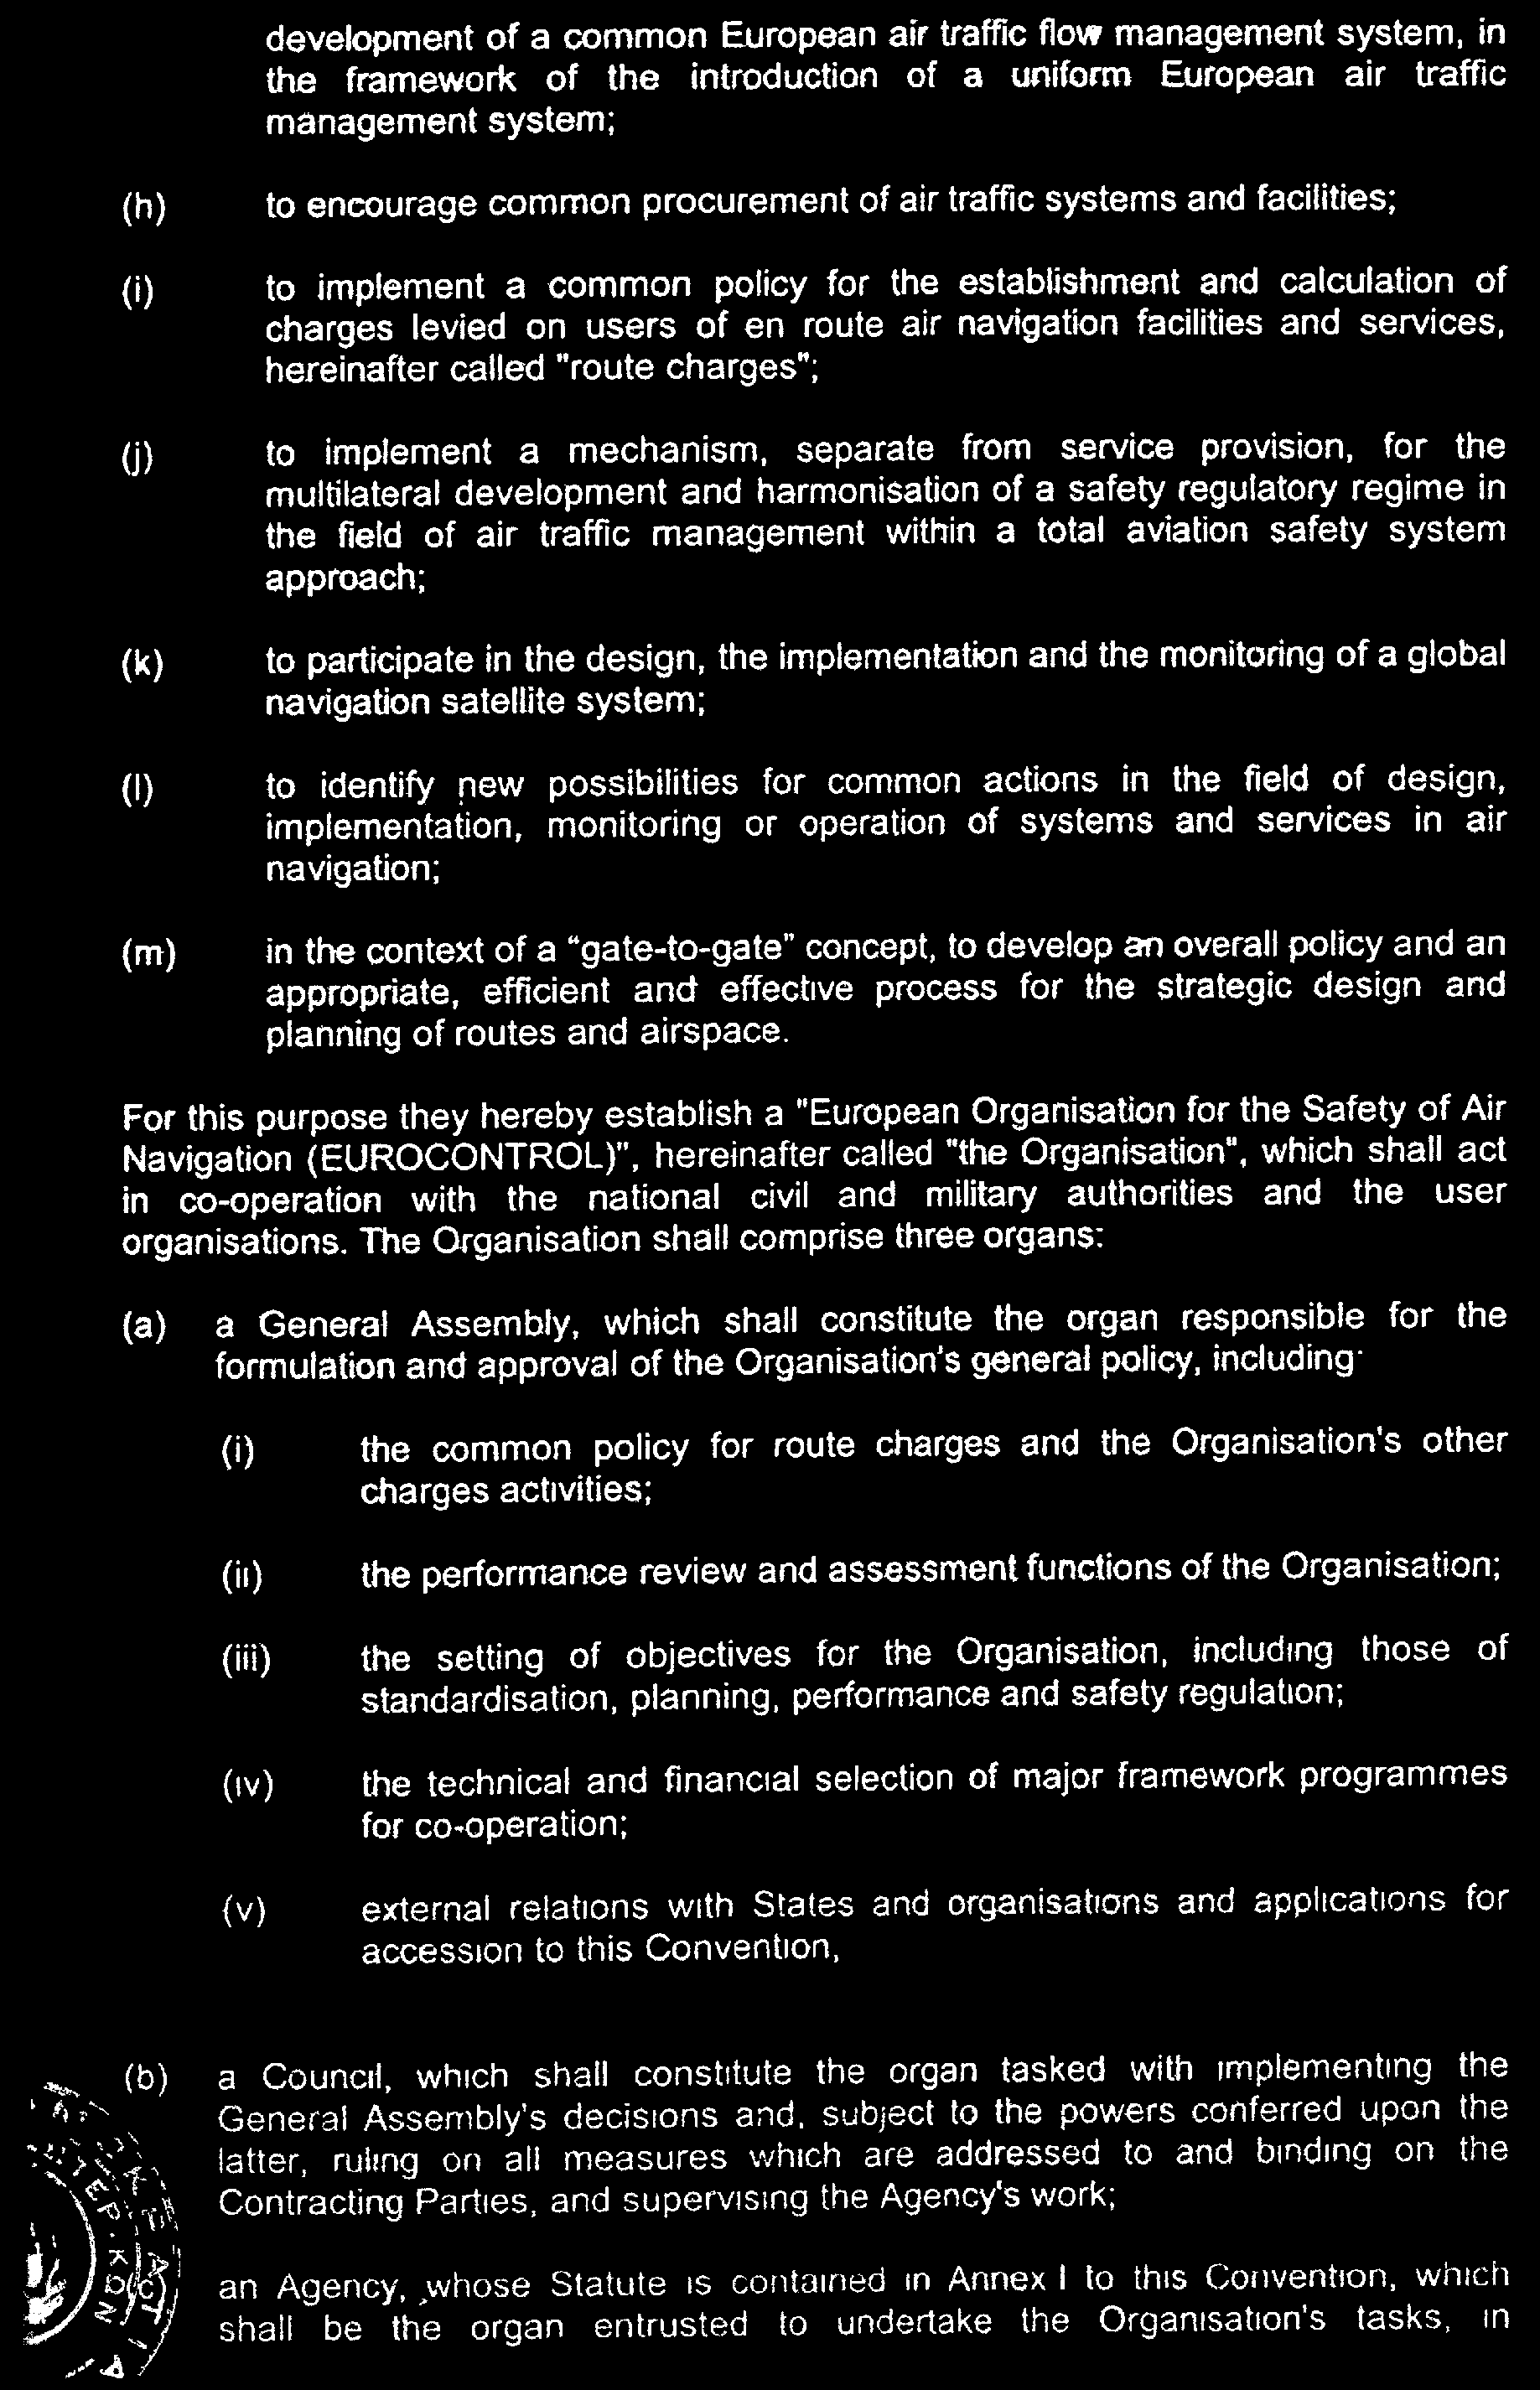 development of a common European air traffic flow management system, in
the framework of the introduction of a uniform European air traffic
management system;
(h) to encourage common procurement of air traffic systems and facilities;
(i) to implement a common policy for the establishment and calculation of
charges levied on users of en route air navigation facilities and services,
hereinafter called "route charges";
(j) to implement a mechanism, separate from service provision, for the
multilateral development and harmonisation of a safety regulatory regime in
the field of air traffic management within a total aviation safety system
approach;
(k) to participate in the design, the implementation and the monitoring of a global
navigation satellite system;
(l) to identify new possibilities for common actions in the field of design,
implementation, monitoring or operation of systems and services in air
navigation;
(m) in the context of a “gate-to-gate” concept, to develop an overall policy and an
appropriate, efficient and effective process for the strategic design and
planning of routes and airspace.
For this purpose they hereby establish a "European Organisation for the Safety of Air
Navigation (EUROCONTROL)", hereinafter called "the Organisation", which shall act
in co-operation with the national civil and military authorities and the user
organisations. The Organisation shall comprise three organs:
(a) a General Assembly, which shall constitute the organ responsible for the
formulation and approval of the Organisation's general policy, including:
(i) the common policy for route charges and the Organisation's other
charges activities;
(ii) the performance review and assessment functions of the Organisation;
(iii) the setting of objectives for the Organisation, including those of
standardisation, planning, performance and safety regulation;
(iv) the technical and financial selection of major framework programmes
for co-operation;
(v) external relations with States and organisations and applications for
accession to this Convention,
(b) a Council, which shall constitute the organ tasked with implementing the
General Assembly's decisions and, subject to the powers conferred upon the
latter, ruling on all measures which are addressed to and binding on the
Contracting Parties, and supervising the Agency's work;
(c) an Agency, whose Statute is contained in Annex I to this Convention, which
shall be the organ entrusted to undertake the Organisation's tasks, in